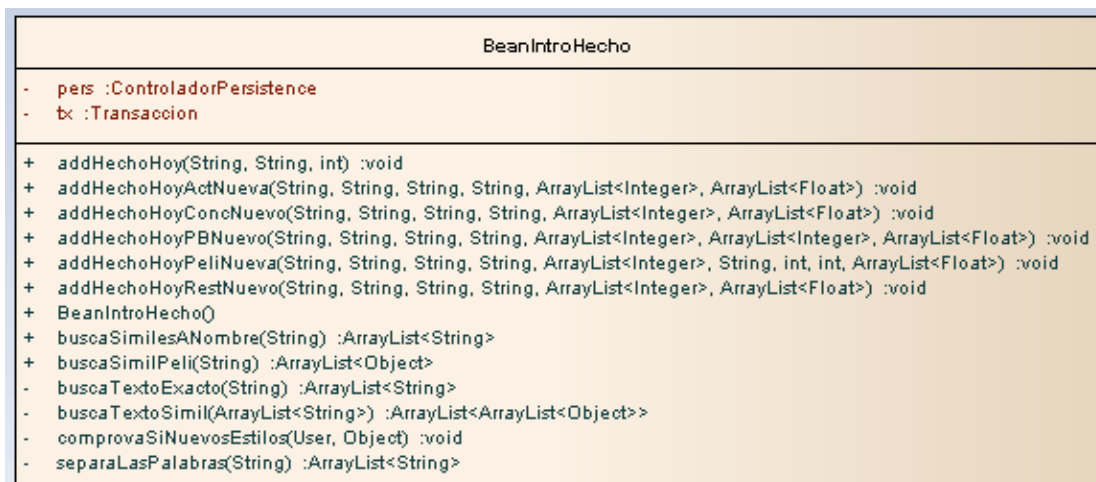 BeanIntroHecho
- pers :ControladorPersistence
- tx :Transaccion
+ addHechoHoy(String, String, int) :void
+ addHechoHoyActNueva(String, String, String, String, ArrayList<Integer>, ArrayList<Float>) :void
+ addHechoHoyConcNuevo(String, String, String, String, ArrayList<Integer>, ArrayList<Float>) :void
+ addHechoHoyPBNuevo(String, String, String, String, ArrayList<Integer>, ArrayList<Integer>, ArrayList<Float>) :void
+ addHechoHoyPeliNueva(String, String, String, String, ArrayList<Integer>, String, int, int, ArrayList<Float>) :void
+ addHechoHoyRestNuevo(String, String, String, String, ArrayList<Integer>, ArrayList<Float>) :void
+ BeanIntroHecho()
+ buscaSimilesANombre(String) :ArrayList<String>
+ buscaSimilPeli(String) :ArrayList<Object>
- buscaTextoExacto(String) :ArrayList<String>
- buscaTextoSimil(ArrayList<String>) :ArrayList<ArrayList<Object>>
- comprovaSiNuevosEstilos(User, Object) :void
- separaLasPalabras(String) :ArrayList<String>